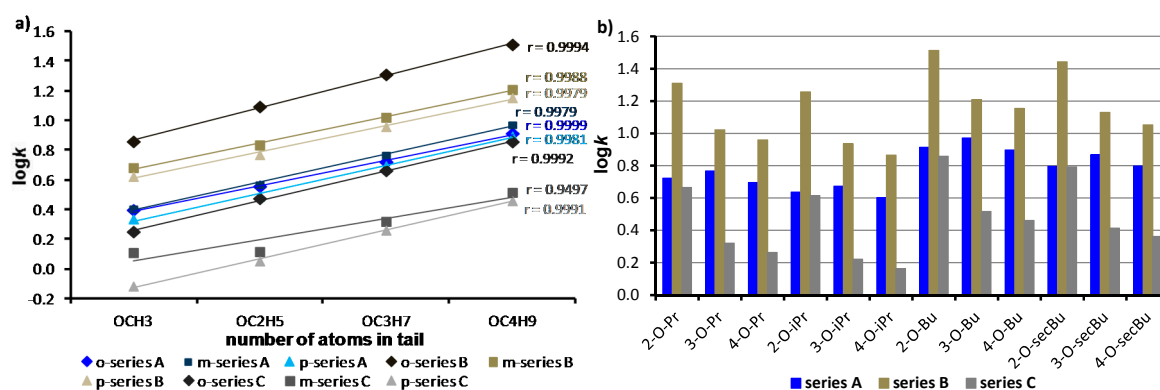 a)
1.6
1.4
1.2
1.0
0.8
0.6
0.4
0.2
0.0
-0.2
logk
r = 0.9994
r = 0.9988
r = 0.9979
r = 0.9979
r = 0.9999
r = 0.9981
r = 0.9992
r = 0.9497
r = 0.9991
OCH3 OC2H5 OC3H7 OC4H9
number of atoms in tail
o-series A m-series A p-series A o-series B m-series B
p-series B o-series C m-series C p-series C
b)
1.6
1.4
1.2
1.0
0.8
0.6
0.4
0.2
0.0
logk
2-O-Pr 3-O-Pr 4-O-Pr 2-O-iPr 3-O-iPr 4-O-iPr 2-O-Bu 3-O-Bu 4-O-Bu 2-O-secBu 3-O-secBu 4-O-secBu
series A series B series C